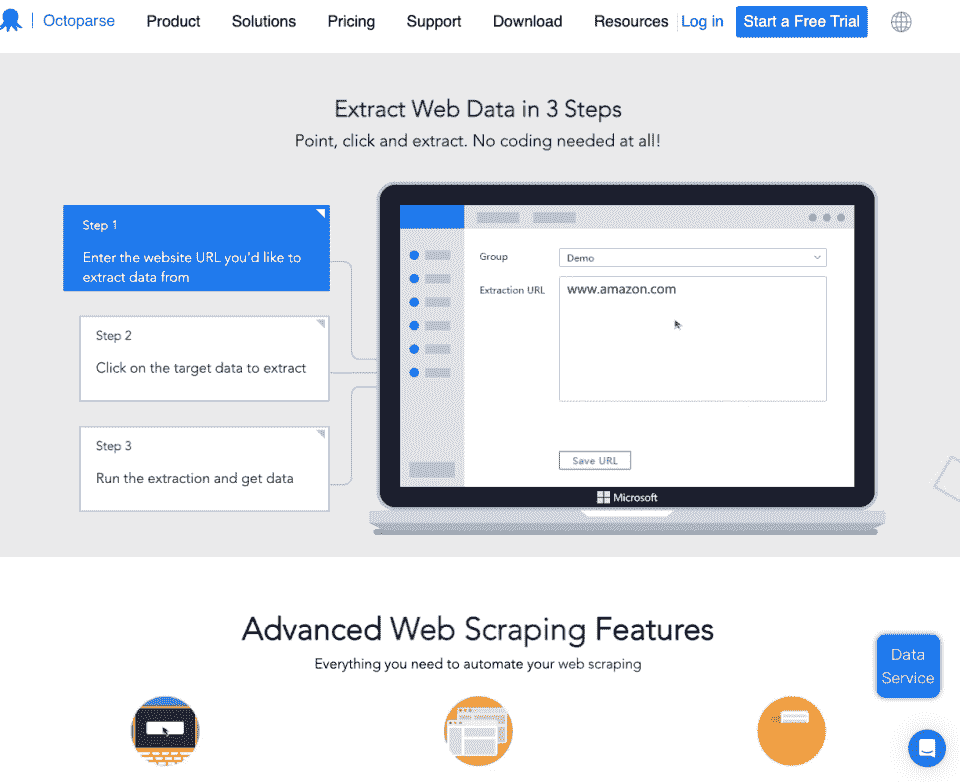 Octoparse
Product
Solutions
Pricing
Support
Download
Resources
Log in
Start a Free Trial
Extract Web Data in 3 Steps
Point, click and extract. No coding needed at all!
Step 1
Enter the website URL you'd like to
extract data from
Step 2
Click on the target data to extract
Step 3
Run the extraction and get data
Group
Demo
Extraction URL
www.amazon.com
Save URL
Microsoft
Advanced Web Scraping Features
Everything you need to automate your web scraping
Data
Service